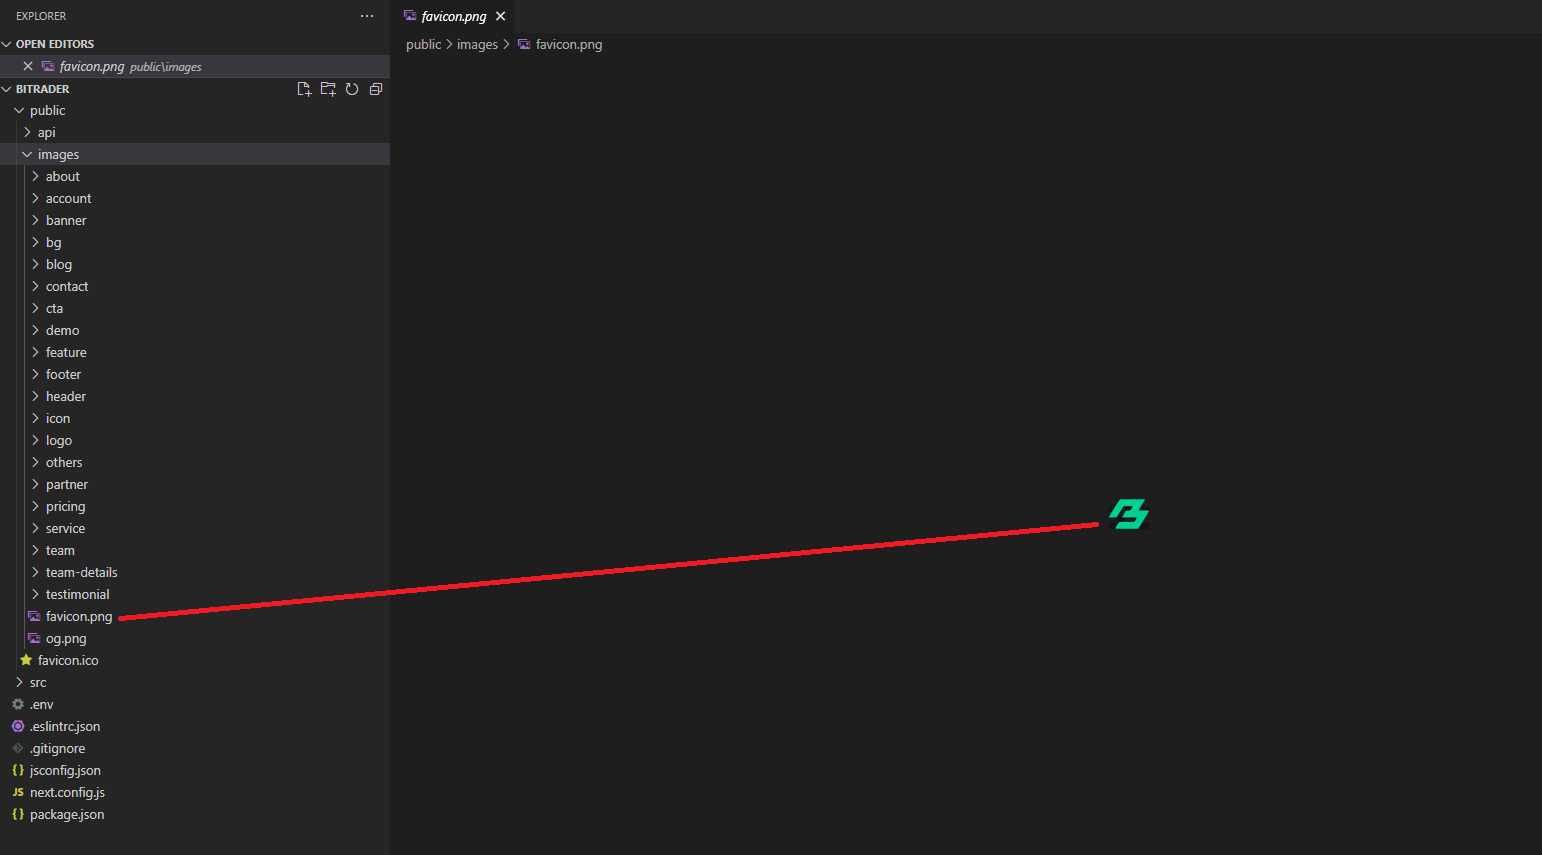 EXPLORER
OPEN EDITORS
favicon.png public\images
BITRADER
public
api
images
about
account
banner
bg
blog
contact
cta
demo
feature
footer
header
icon
logo
others
partner
pricing
service
team
team-details
testimonial
favicon.png
og.png
favicon.ico
src
.env
.eslintrc.json
.gitignore
{} jsconfig.json
JS next.config.js
{} package.json
favicon.png
public > images > favicon.png